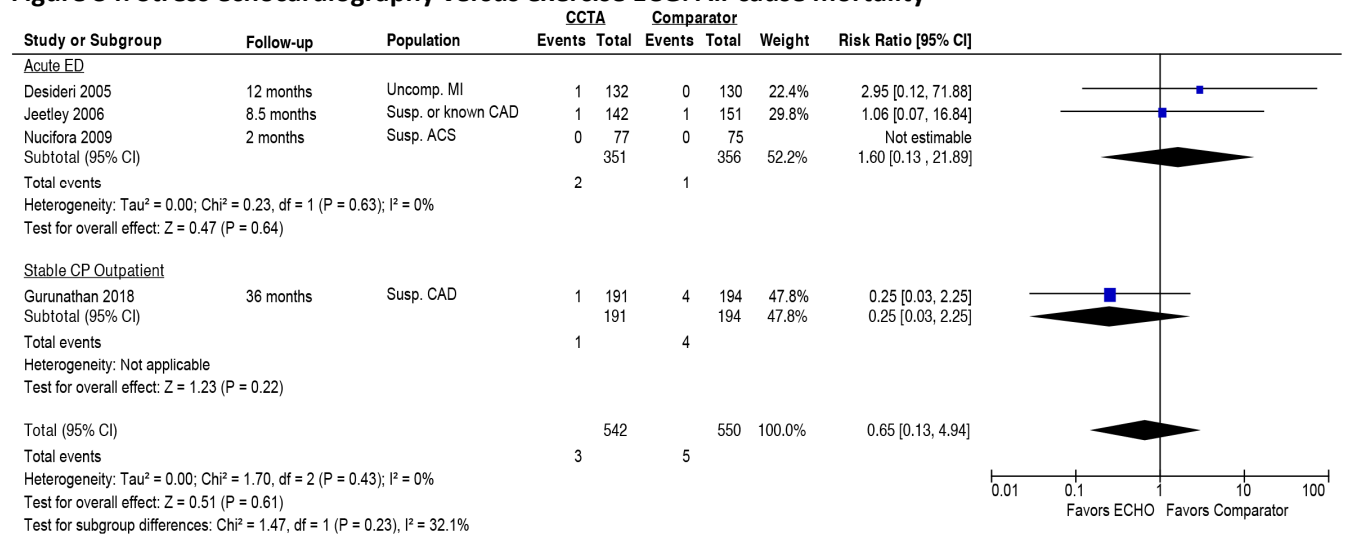 CCTA Comparator
Study or Subgroup Follow-up Population Events Total Events Total Weight Risk Ratio [95% CI]
Acute ED
Desideri 2005 12 months Uncomp. MI 1 132 0 130 22.4% 2.95 [0.12, 71.88]
Jeetley 2006 8.5 months Susp. or known CAD 1 142 1 151 29.8% 1.06 [0.07, 16.84]
Nucifora 2009 2 months Susp. ACS 0 77 0 75 Not estimable
Subtotal (95% CI) 351 356 52.2% 1.60 [0.13 , 21.89]
Total events 2 1
Heterogeneity: Tau² = 0.00; Chi² = 0.23, df = 1 (P = 0.63); I² = 0%
Test for overall effect: Z = 0.47 (P = 0.64)
Stable CP Outpatient
Gurunathan 2018 36 months Susp. CAD 1 191 4 194 47.8% 0.25 [0.03, 2.25]
Subtotal (95% CI) 191 194 47.8% 0.25 [0.03, 2.25]
Total events 1 4
Heterogeneity: Not applicable
Test for overall effect: Z = 1.23 (P = 0.22)
Total (95% CI) 542 550 100.0% 0.65 [0.13, 4.94]
Total events 3 5
Heterogeneity: Tau² = 0.00; Chi² = 1.70, df = 2 (P = 0.43); I² = 0%
Test for overall effect: Z = 0.51 (P = 0.61)
Test for subgroup differences: Chi² = 1.47, df = 1 (P = 0.23), I² = 32.1%
0.01 0.1 1 10 100
Favors ECHO Favors Comparator